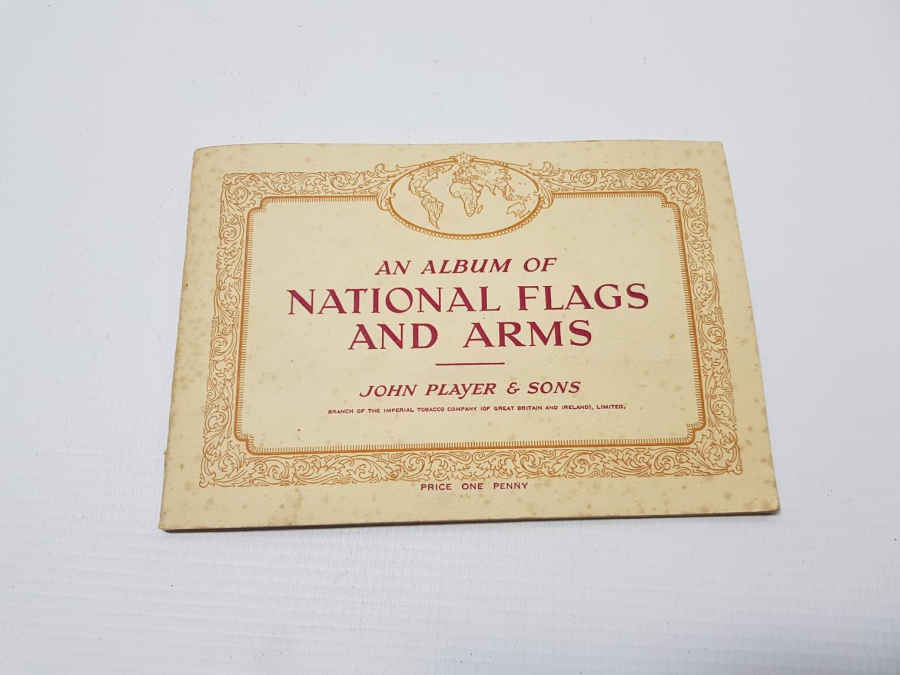 AN ALBUM OF
NATIONAL FLAGS
AND ARMS
JOHN PLAYER & SONS
BRANCH OF THE IMPERIAL TOBACCO COMPANY (OF GREAT BRITAIN AND IRELAND), LIMITED.
PRICE ONE PENNY